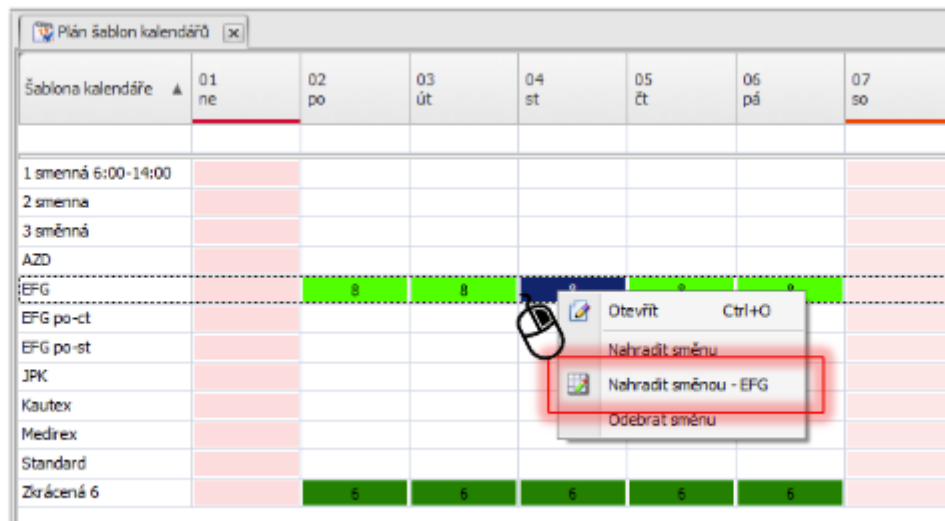 Plán šablon kalendářů
Šablona kalendáře 01 02 03 04 05 06 07
ne po út st čt pá so
1 smenná 6:00-14:00
2 smenna
3 směnná
AZD
EFG 8 8 8 8 8
Otevřít Ctrl+O
EFG po-ct
EFG po-st
Nahradit směnu
JPK
Nahradit směnou - EFG
Kautex
Odebrat směnu
Medirex
Standard
Zkrácená 6 6 6 6 6 6